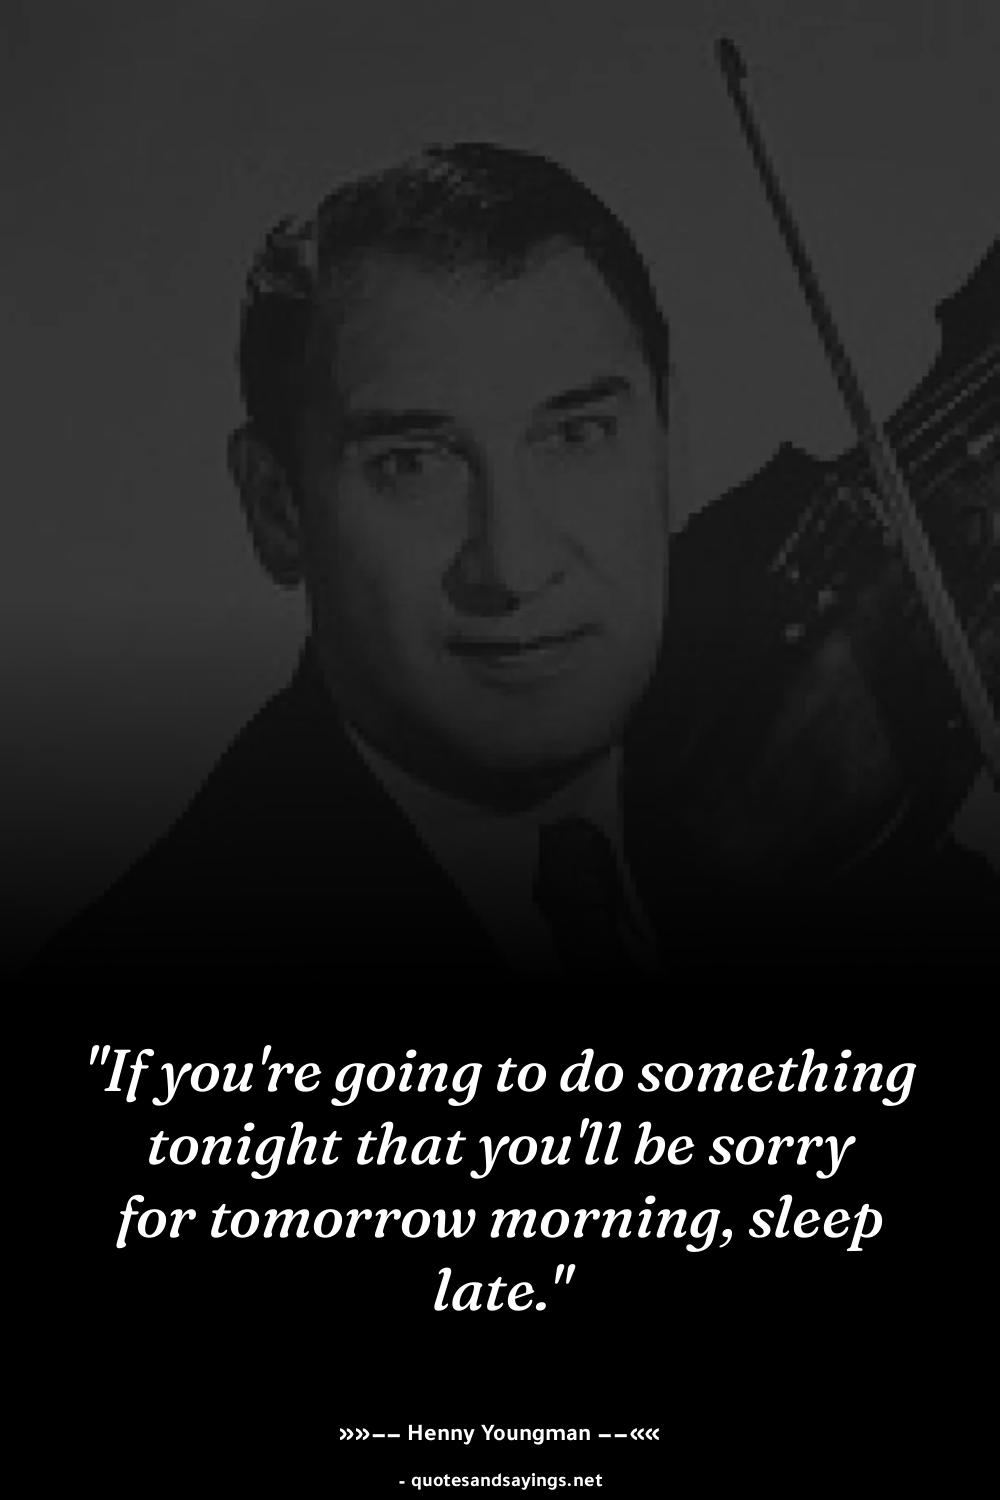 "If you're going to do something
tonight that you'll be sorry
for tomorrow morning, sleep
late."
»»–– Henny Youngman ––««
- quotesandsayings.net